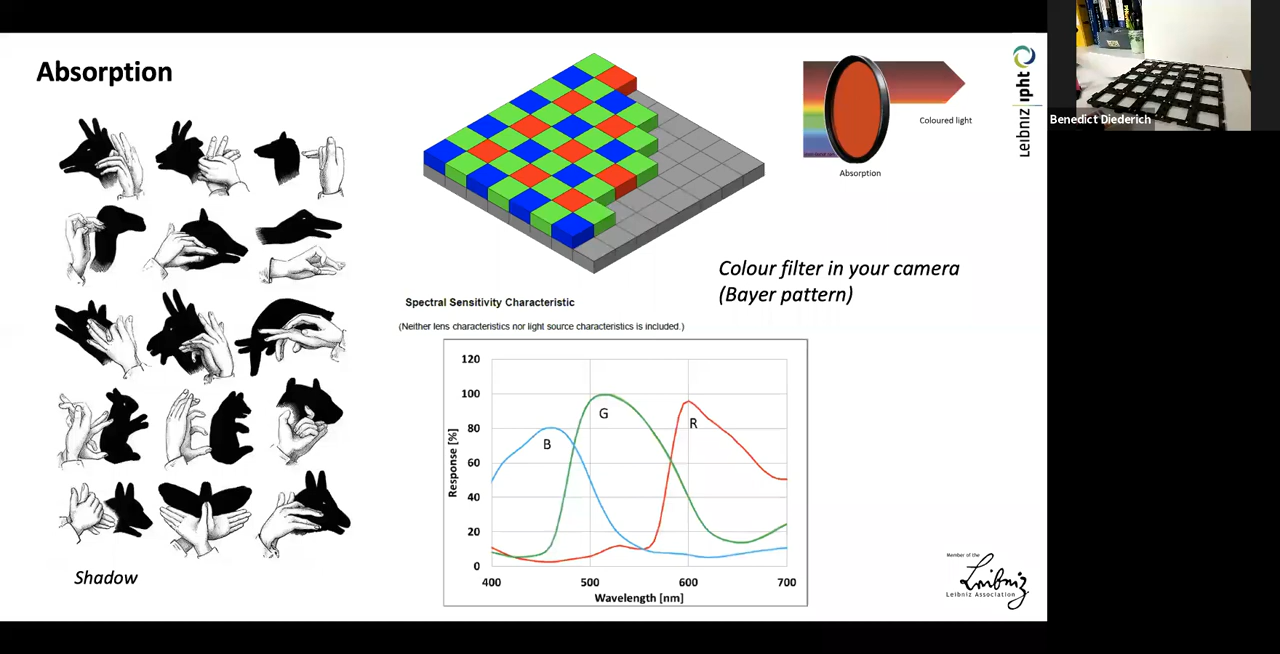 Absorption
Shadow
Coloured light
Absorption
Colour filter in your camera
(Bayer pattern)
Spectral Sensitivity Characteristic
(Neither lens characteristics nor light source characteristics is included.)
120
100
80
60
40
20
0
Response [%]
B
G
R
400
500
600
700
Wavelength [nm]
Leibniz ipht
Member of the
Leibniz
Leibniz Association
Benedict Diederich